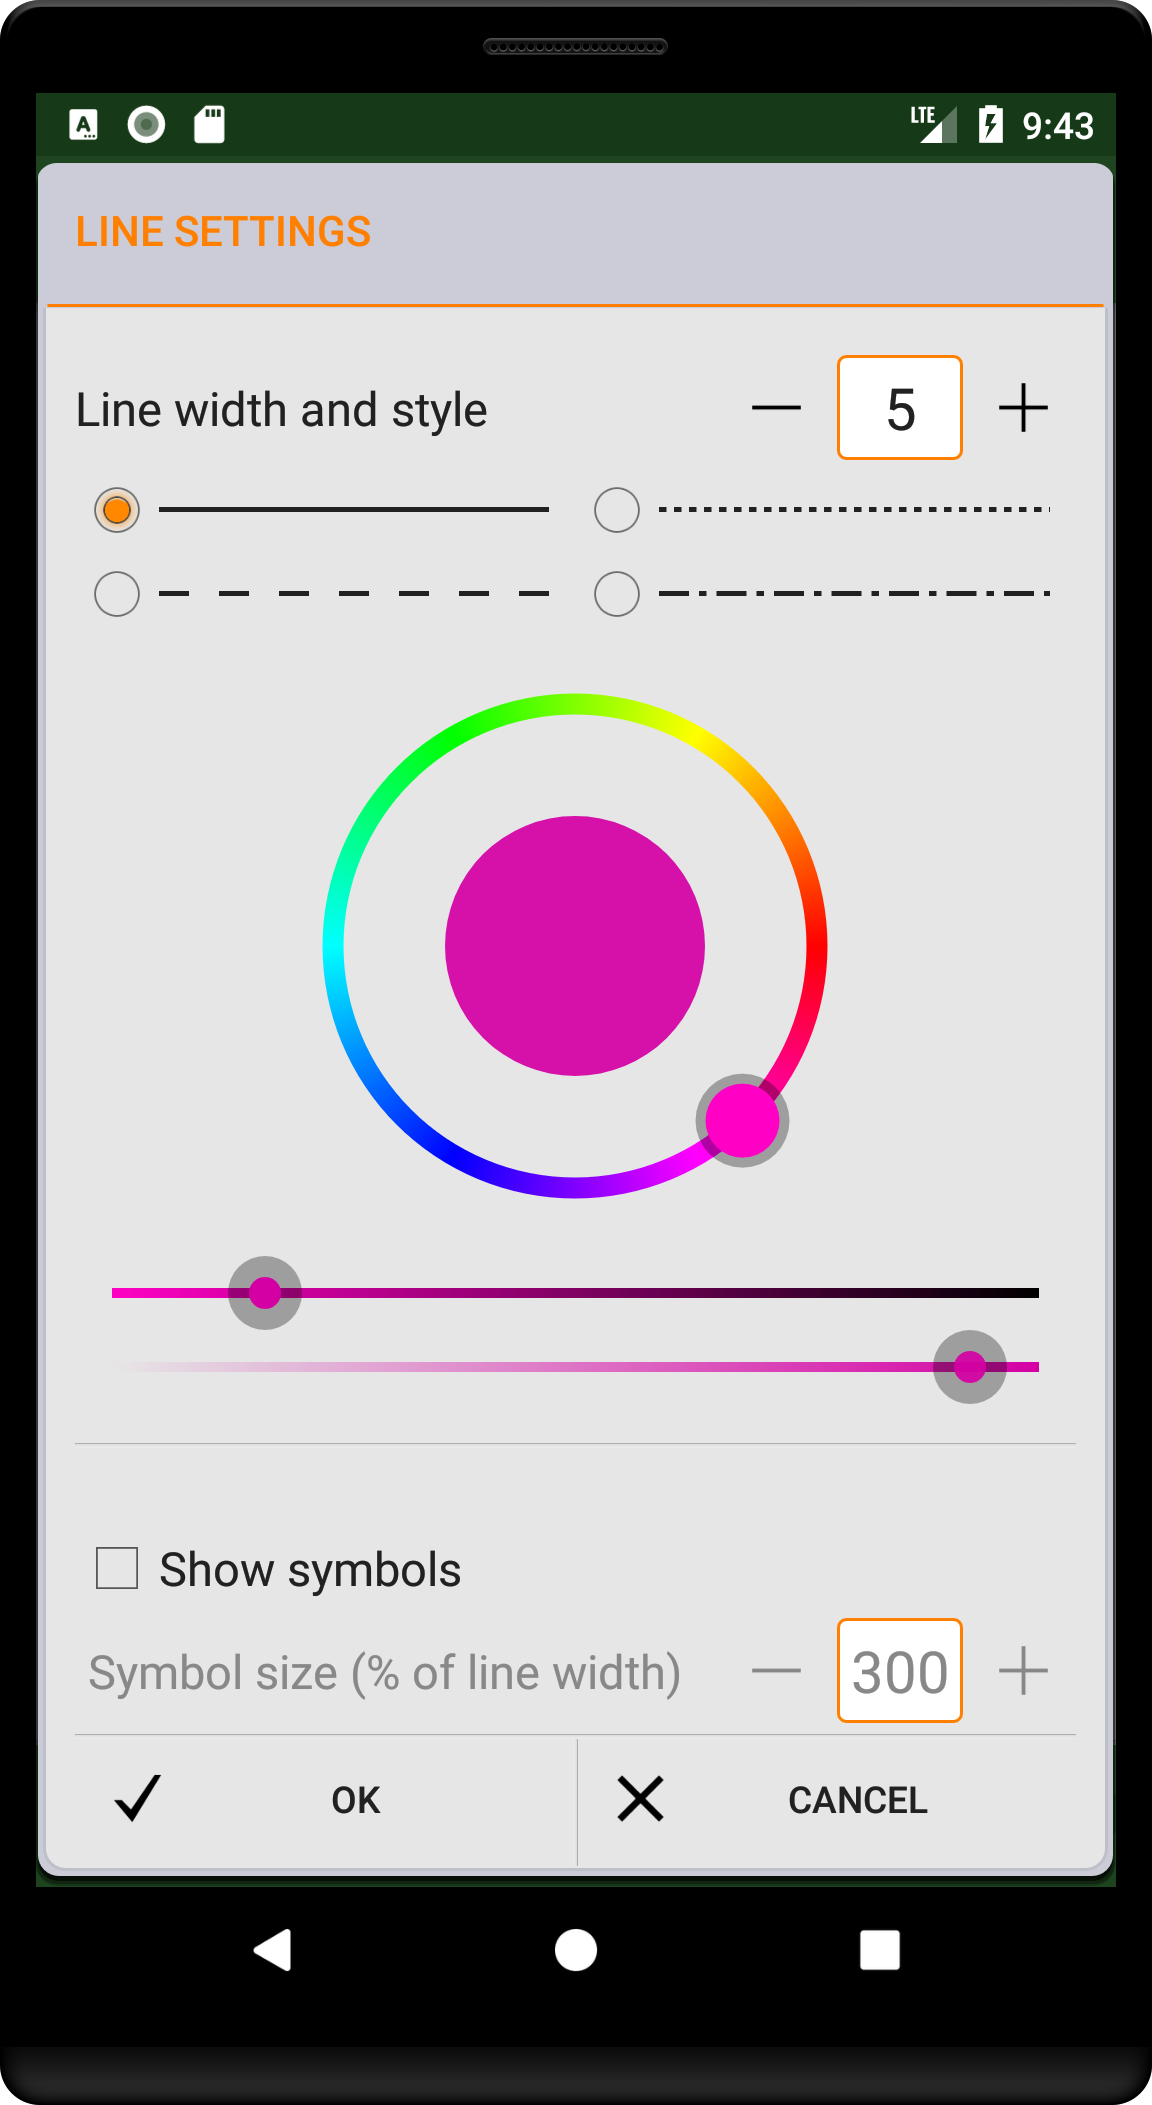 A
LTE
9:43
LINE SETTINGS
Line width and style
5
Show symbols
Symbol size (% of line width)
300
OK
CANCEL